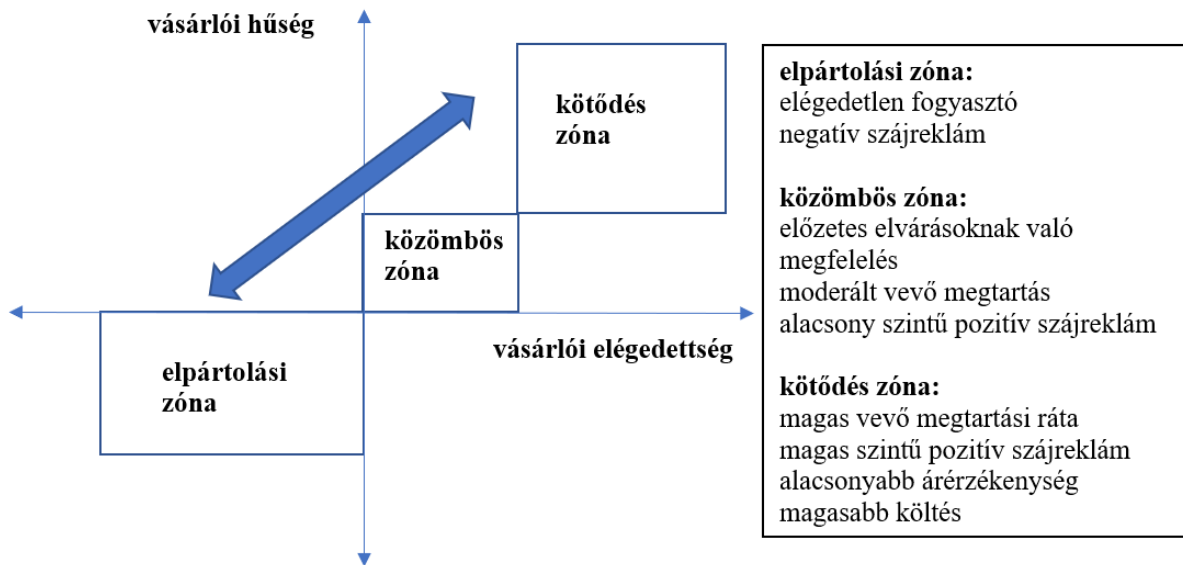 vásárlói hűség
kötődés
zóna
közömbös
zóna
vásárlói elégedettség
elpártolási
zóna
elpártolási zóna:
elégedetlen fogyasztó
negatív szájreklám
közömbös zóna:
előzetes elvárásoknak való
megfelelés
moderált vevő megtartás
alacsony szintű pozitív szájreklám
kötődés zóna:
magas vevő megtartási ráta
magas szintű pozitív szájreklám
alacsonyabb árérzékenység
magasabb költés